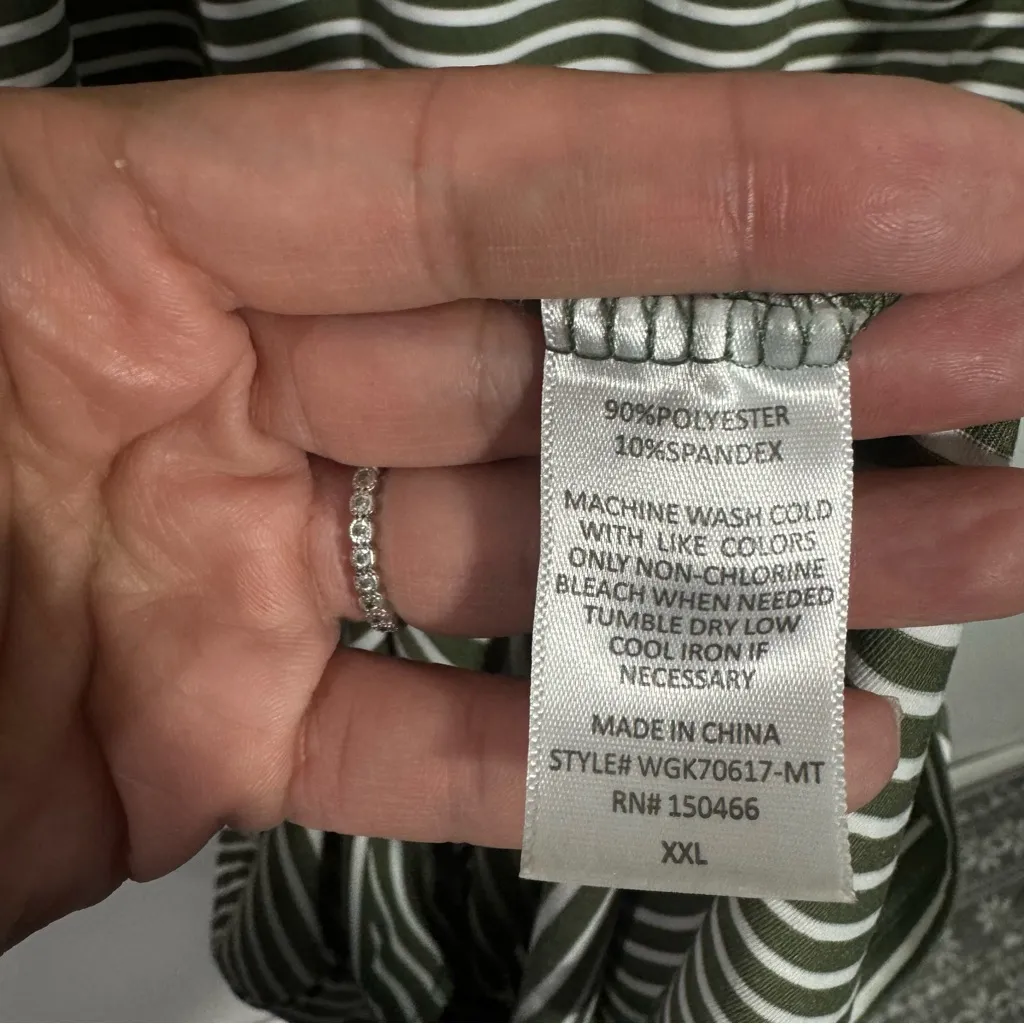 90%POLYESTER
10%SPANDEX
MACHINE WASH COLD
WITH LIKE COLORS
ONLY NON-CHLORINE
BLEACH WHEN NEEDED
TUMBLE DRY LOW
COOL IRON IF
NECESSARY
MADE IN CHINA
STYLE# WGK70617-MT
RN# 150466
XXL